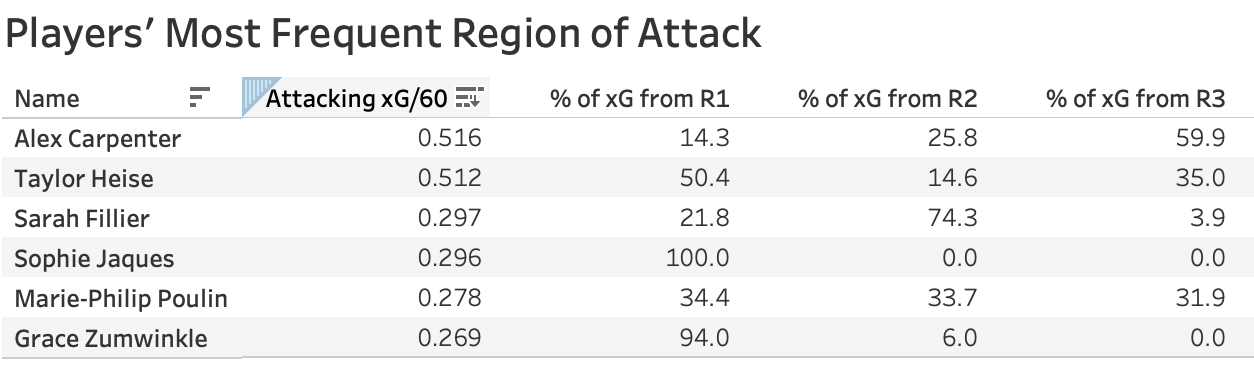 Players’ Most Frequent Region of Attack
Name Attacking xG/60 % of xG from R1 % of xG from R2 % of xG from R3
Alex Carpenter 0.516 14.3 25.8 59.9
Taylor Heise 0.512 50.4 14.6 35.0
Sarah Fillier 0.297 21.8 74.3 3.9
Sophie Jaques 0.296 100.0 0.0 0.0
Marie-Philip Poulin 0.278 34.4 33.7 31.9
Grace Zumwinkle 0.269 94.0 6.0 0.0